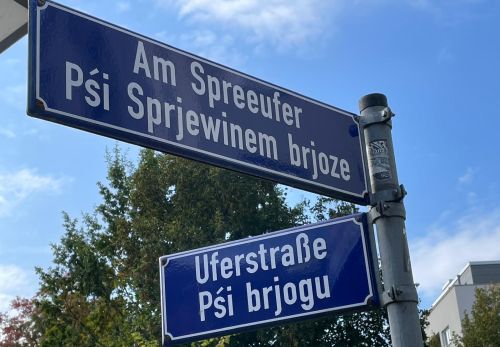 Am Spreeufer
Pśi Sprjewinem brjoze
Uferstraße
Pśi brjogu